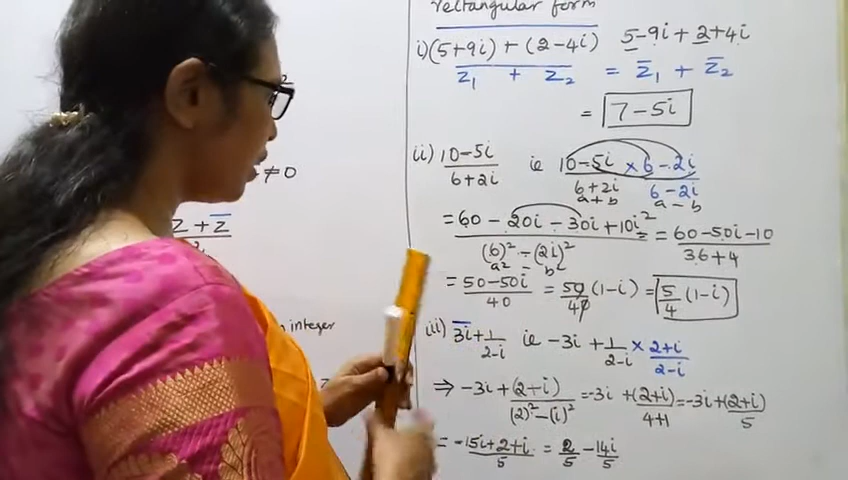 rectangular form
i) (5+9i) + (2-4i)   5-9i + 2+4i
z̅₁ + z̅₂ = z̅₁ + z̅₂
= 7-5i
ii) 10-5i / 6+2i   ie   10-5i / 6+2i × 6-2i / 6-2i
a+b   a-b
= 60-20i-30i+10i² / (6)²-(2i)² = 60-50i-10 / 36+4
a² - b²
= 50-50i / 40 = 50/40 (1-i) = 5/4 (1-i)
iii) 3i̅ + 1/2-i   ie   -3i + 1/2-i × 2+i / 2-i
⇒ -3i + (2+i) / (2)²-(i)² = -3i + (2+i) / 4+1 = -3i + (2+i) / 5
= -15i+2+i / 5 = 2/5 - 14i/5
≠0
z+z̅
integer